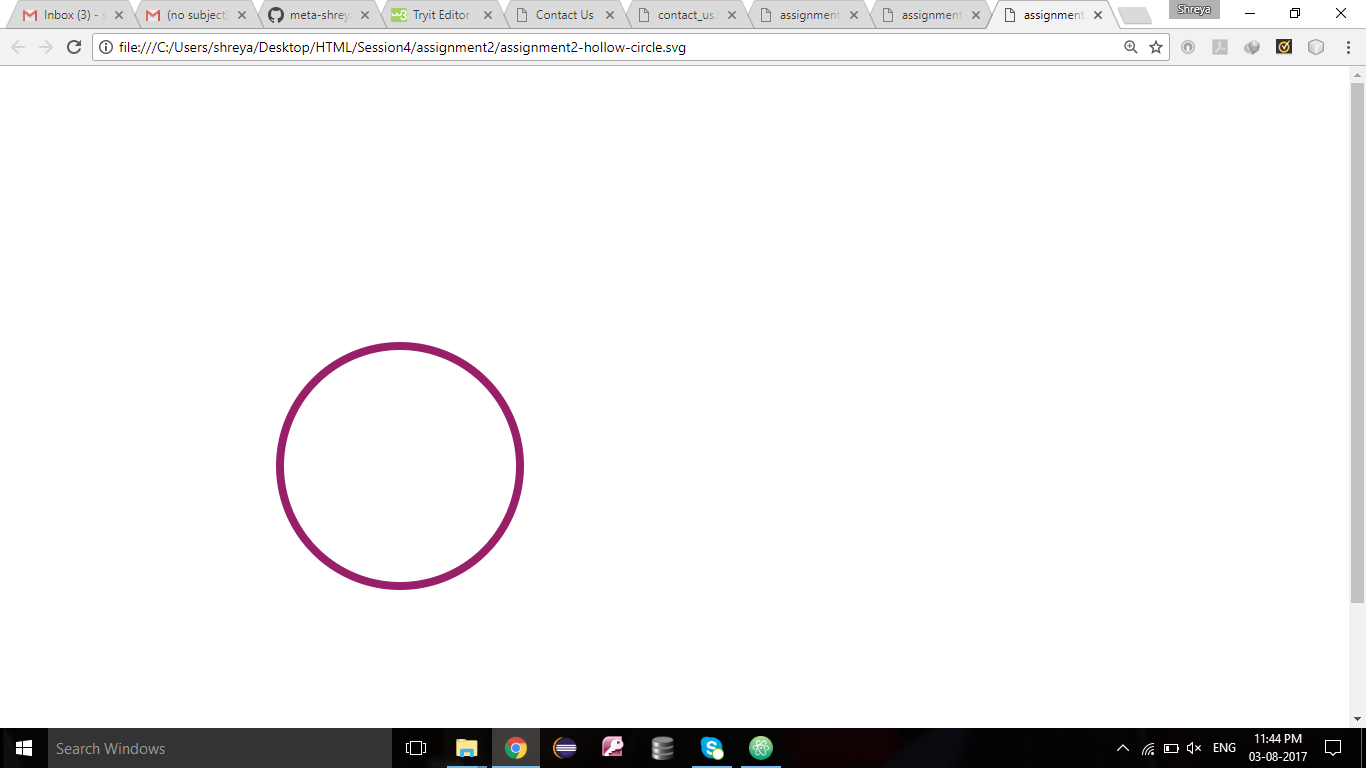 Inbox (3) - s
(no subject)
meta-shrey
Tryit Editor
Contact Us
contact_us.
assignment
assignment
assignment
Shreya
file:///C:/Users/shreya/Desktop/HTML/Session4/assignment2/assignment2-hollow-circle.svg
Search Windows
ENG
11:44 PM
03-08-2017